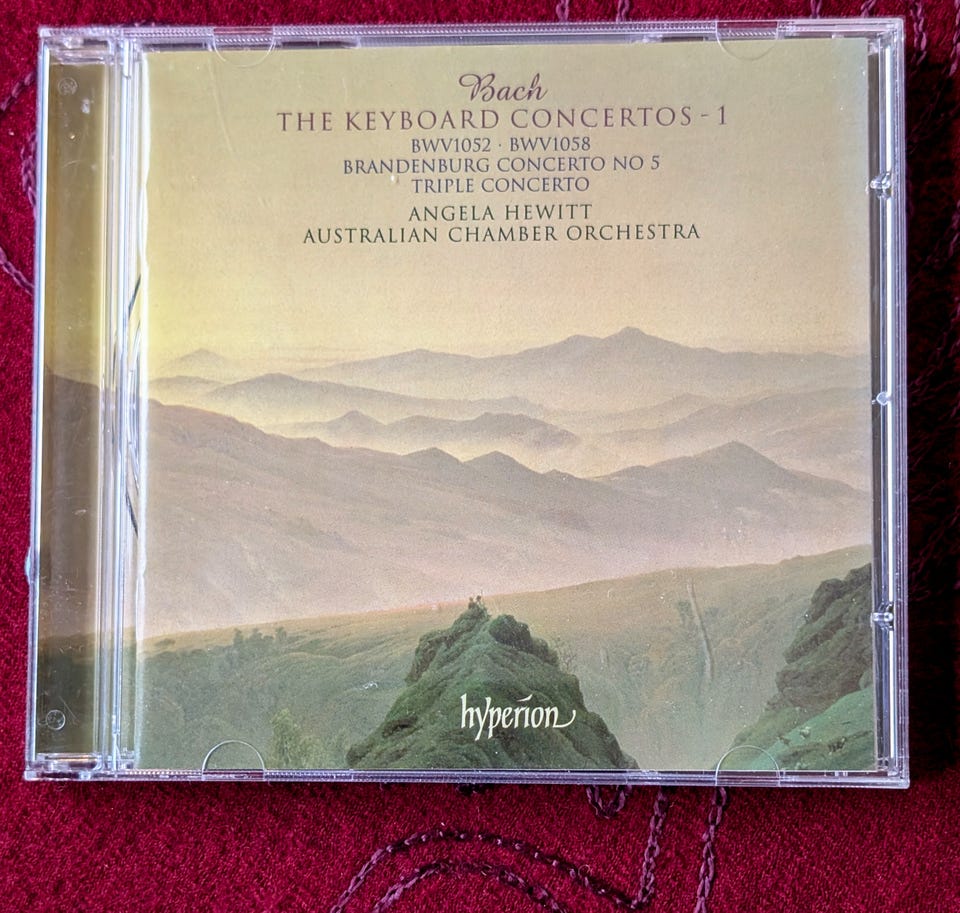 Bach
THE KEYBOARD CONCERTOS - 1
BWV1052 · BWV1058
BRANDENBURG CONCERTO NO 5
TRIPLE CONCERTO
ANGELA HEWITT
AUSTRALIAN CHAMBER ORCHESTRA
hyperion